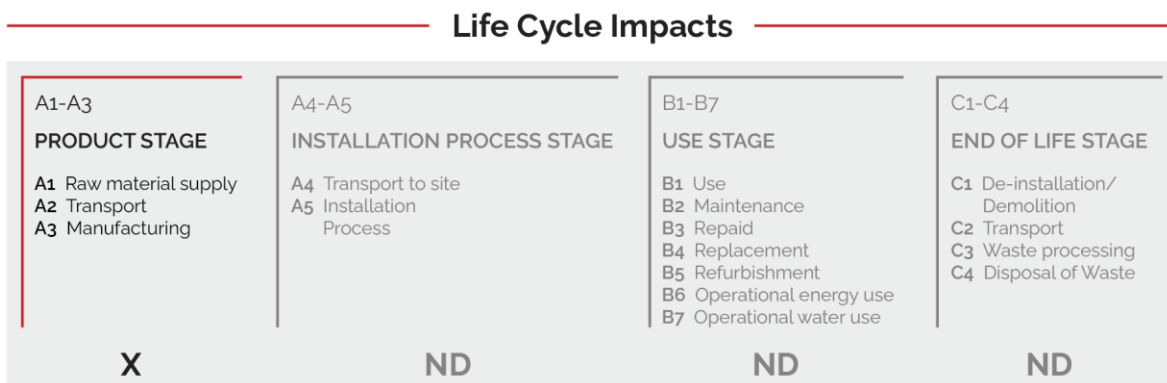 Life Cycle Impacts
A1-A3
PRODUCT STAGE
A1 Raw material supply
A2 Transport
A3 Manufacturing
X
A4-A5
INSTALLATION PROCESS STAGE
A4 Transport to site
A5 Installation
Process
ND
B1-B7
USE STAGE
B1 Use
B2 Maintenance
B3 Repaid
B4 Replacement
B5 Refurbishment
B6 Operational energy use
B7 Operational water use
ND
C1-C4
END OF LIFE STAGE
C1 De-installation/
Demolition
C2 Transport
C3 Waste processing
C4 Disposal of Waste
ND